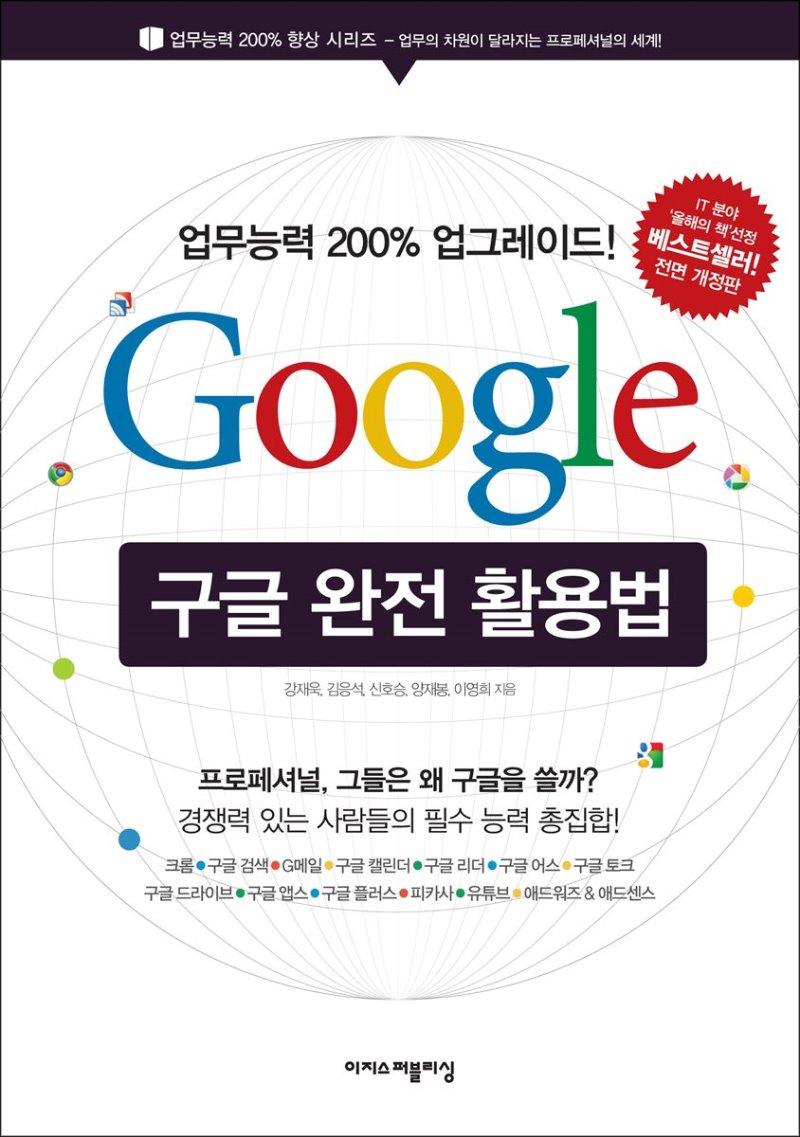 업무능력 200% 향상 시리즈 – 업무의 차원이 달라지는 프로페셔널의 세계!
업무능력 200% 업그레이드!
IT 분야
'올해의 책'선정
베스트셀러!
전면 개정판
Google
구글 완전 활용법
강재욱, 김응석, 신호승, 양재봉, 이영희 지음
프로페셔널, 그들은 왜 구글을 쓸까?
경쟁력 있는 사람들의 필수 능력 총집합!
크롬●구글 검색●G메일●구글 캘린더●구글 리더●구글 어스●구글 토크
구글 드라이브●구글 앱스●구글 플러스●피카사●유튜브●애드워즈 & 애드센스
이지스퍼블리싱